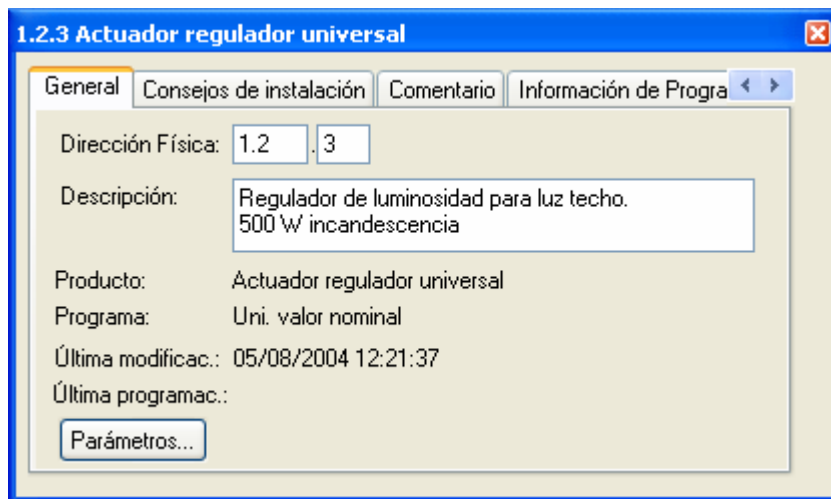 1.2.3 Actuador regulador universal
General Consejos de instalación Comentario Información de Progra
Dirección Física: 1.2 . 3
Descripción: Regulador de luminosidad para luz techo.
500 W incandescencia
Producto: Actuador regulador universal
Programa: Uni. valor nominal
Última modificac.: 05/08/2004 12:21:37
Última programac.:
Parámetros...